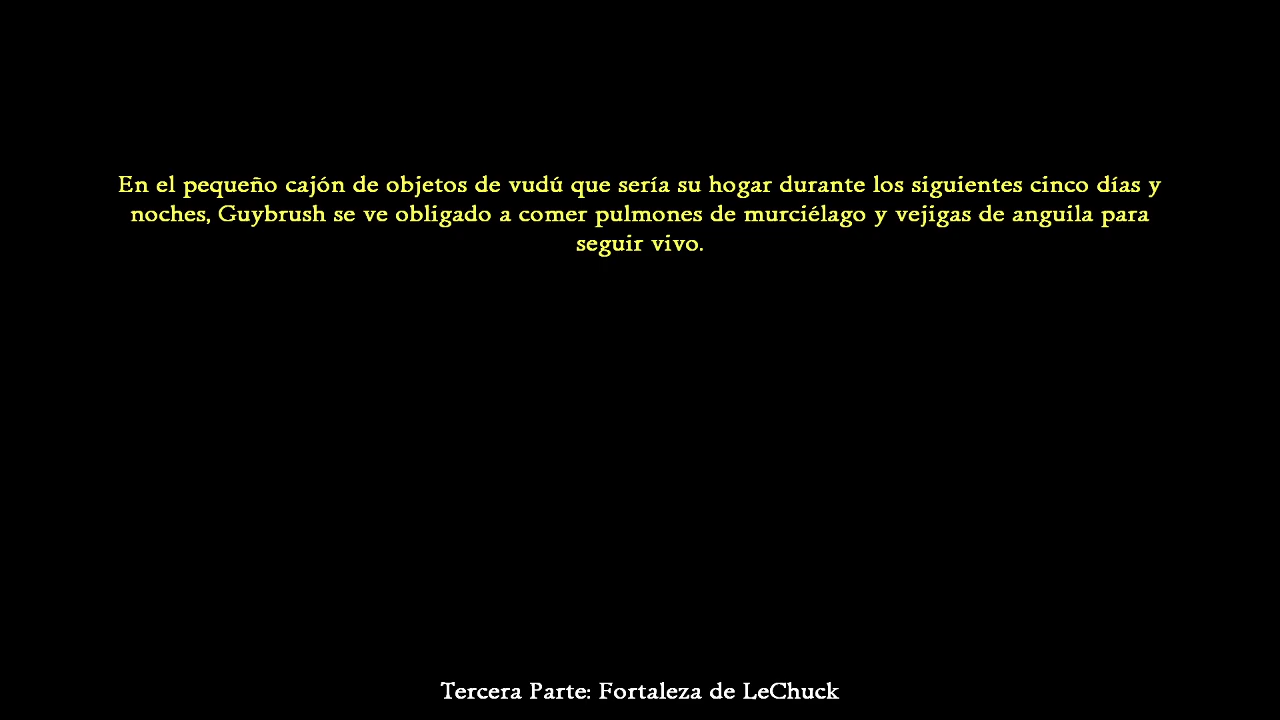 En el pequeño cajón de objetos de vudú que sería su hogar durante los siguientes cinco días y
noches, Guybrush se ve obligado a comer pulmones de murciélago y vejigas de anguila para
seguir vivo.
Tercera Parte: Fortaleza de LeChuck